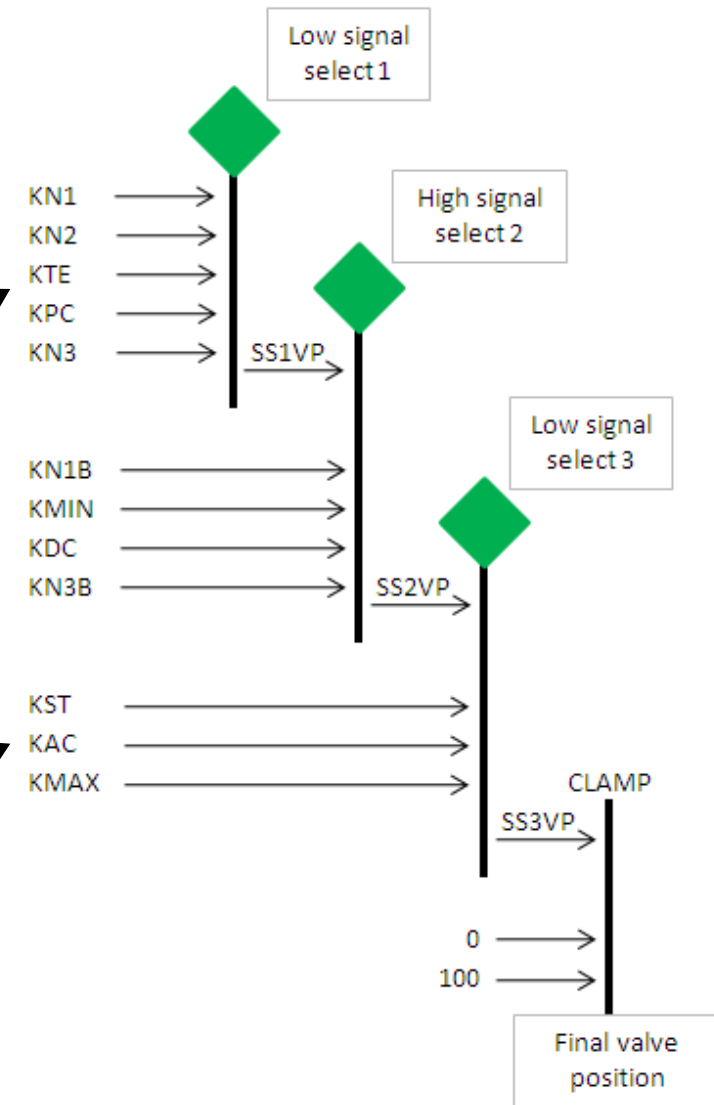 Low signal
select 1
KN1
High signal
select 2
KN2
KTE
KPC
KN3
SS1VP
Low signal
select 3
KN1B
KMIN
KDC
KN3B
SS2VP
KST
KAC
KMAX
CLAMP
SS3VP
0
100
Final valve
position